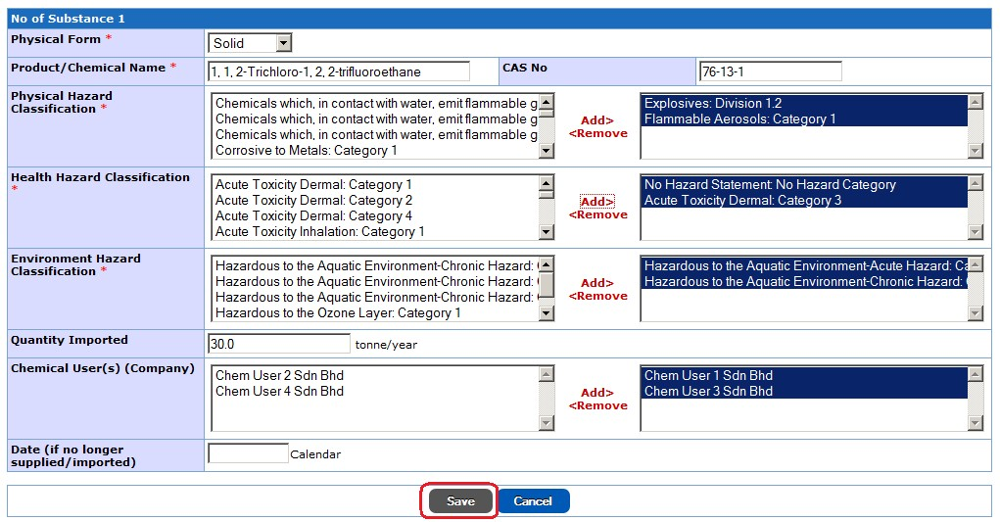 No of Substance 1
Physical Form *
Solid
Product/Chemical Name *
1, 1, 2-Trichloro-1, 2, 2-trifluoroethane
CAS No
76-13-1
Physical Hazard
Classification *
Chemicals which, in contact with water, emit flammable g
Chemicals which, in contact with water, emit flammable g
Chemicals which, in contact with water, emit flammable g
Corrosive to Metals: Category 1
Add>
<Remove
Explosives: Division 1.2
Flammable Aerosols: Category 1
Health Hazard Classification
*
Acute Toxicity Dermal: Category 1
Acute Toxicity Dermal: Category 2
Acute Toxicity Dermal: Category 4
Acute Toxicity Inhalation: Category 1
Add>
<Remove
No Hazard Statement: No Hazard Category
Acute Toxicity Dermal: Category 3
Environment Hazard
Classification *
Hazardous to the Aquatic Environment-Chronic Hazard: (
Hazardous to the Aquatic Environment-Chronic Hazard: (
Hazardous to the Aquatic Environment-Chronic Hazard: (
Hazardous to the Ozone Layer: Category 1
Add>
<Remove
Hazardous to the Aquatic Environment-Acute Hazard: Ca
Hazardous to the Aquatic Environment-Chronic Hazard: (
Quantity Imported
30.0
tonne/year
Chemical User(s) (Company)
Chem User 2 Sdn Bhd
Chem User 4 Sdn Bhd
Add>
<Remove
Chem User 1 Sdn Bhd
Chem User 3 Sdn Bhd
Date (if no longer
supplied/imported)
Calendar
Save
Cancel